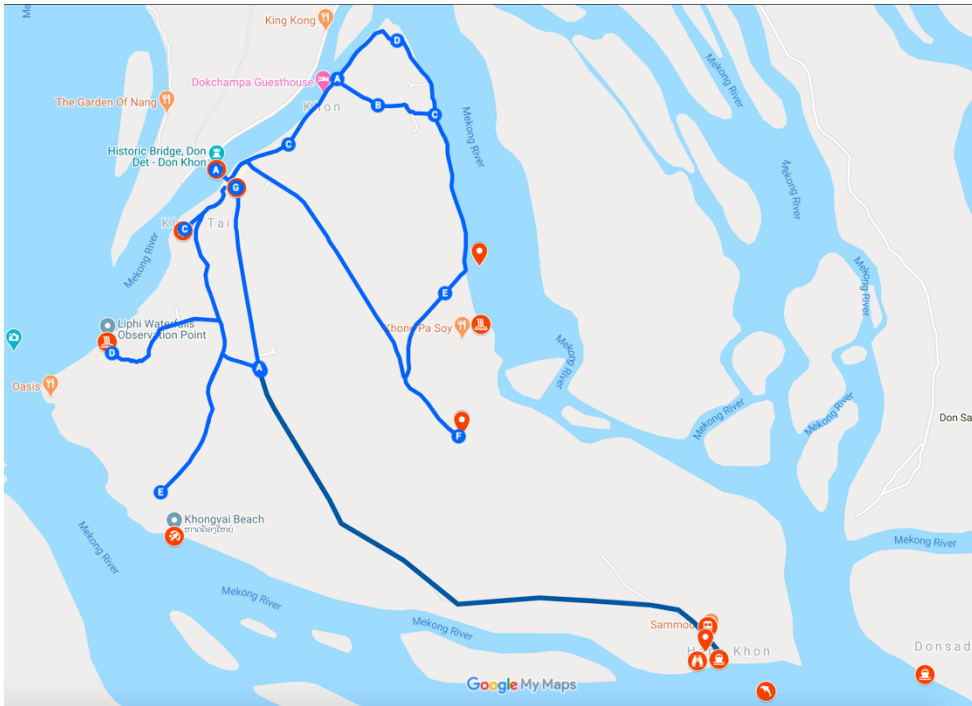 Mekong River
King Kong
D
Dokchampa Guesthouse
A
Khon
B
C
The Garden Of Nang
Mekong River
Mekong River
Historic Bridge, Don
Det - Don Khon
C
A
G
Mekong River
C
Tai
Mekong River
Mekong River
E
Liphi Waterfalls
Observation Point
D
Khong Pa Soy
Mekong River
A
Oasis
Mekong River
Mekong River
Don Sa
F
E
Khongyai Beach
Mekong River
Mekong River
Mekong River
Mekong River
Khon
Donsad
Google My Maps